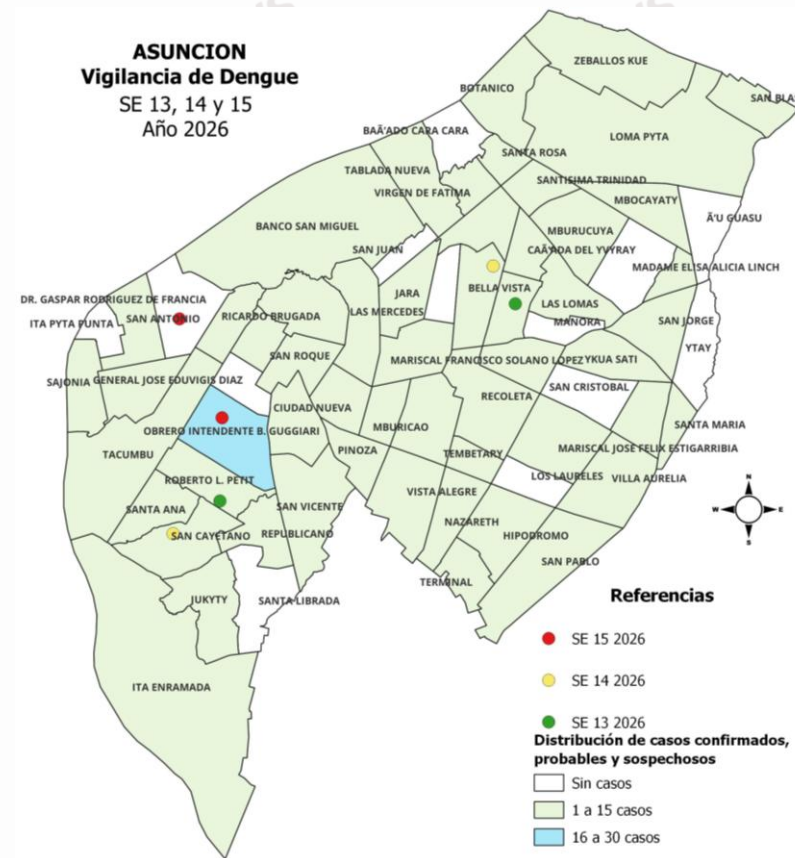 ASUNCION
Vigilancia de Dengue
SE 13, 14 y 15
Año 2026
ZEBALLOS KUE
BOTANICO
SAN BLA
BAÃ'ADO CARA CARA
LOMA PYTA
SANTA ROSA
TABLADA NUEVA
SANTISIMA TRINIDAD
VIRGEN DE FATIMA
MBOCAYATY
Ã'U GUASU
BANCO SAN MIGUEL
MBURUCUYA
SAN JUAN
CAÃ'ADA DEL YVYRAY
MADAME ELISA ALICIA LINCH
BELLA VISTA
JARA
DR. GASPAR RODRIGUEZ DE FRANCIA
LAS LOMAS
LAS MERCEDES
RICARDO BRUGADA
SAN ANTONIO
ITA PYTA PUNTA
MANORA
SAN JORGE
YTAY
SAN ROQUE
MARISCAL FRANCISCO SOLANO LOPEZ
YKUA SATI
SAJONIA
GENERAL JOSE EDUVIGIS DIAZ
SAN CRISTOBAL
RECOLETA
CIUDAD NUEVA
SANTA MARIA
MBURICAO
OBRERO INTENDENTE B. GUGGIARI
MARISCAL JOSE FELIX ESTIGARRIBIA
PINOZA
TACUMBU
TEMBETARY
LOS LAURELES
VILLA AURELIA
ROBERTO L. PETIT
VISTA ALEGRE
SAN VICENTE
SANTA ANA
NAZARETH
SAN CAYETANO
REPUBLICANO
HIPODROMO
SAN PABLO
TERMINAL
JUKYTY
SANTA LIBRADA
ITA ENRAMADA
N
W
E
S
Referencias
SE 15 2026
SE 14 2026
SE 13 2026
Distribución de casos confirmados,
probables y sospechosos
Sin casos
1 a 15 casos
16 a 30 casos